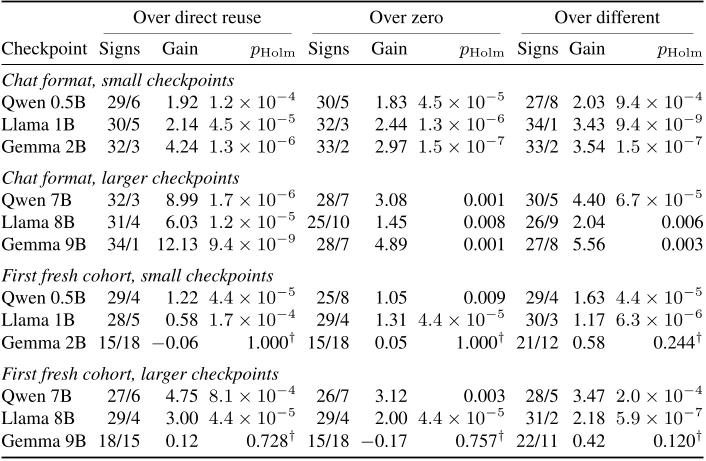 Over direct reuse Over zero Over different
Checkpoint Signs Gain pHolm Signs Gain pHolm Signs Gain pHolm
Chat format, small checkpoints
Qwen 0.5B 29/6 1.92 1.2 × 10⁻⁴ 30/5 1.83 4.5 × 10⁻⁵ 27/8 2.03 9.4 × 10⁻⁴
Llama 1B 30/5 2.14 4.5 × 10⁻⁵ 32/3 2.44 1.3 × 10⁻⁶ 34/1 3.43 9.4 × 10⁻⁹
Gemma 2B 32/3 4.24 1.3 × 10⁻⁶ 33/2 2.97 1.5 × 10⁻⁷ 33/2 3.54 1.5 × 10⁻⁷
Chat format, larger checkpoints
Qwen 7B 32/3 8.99 1.7 × 10⁻⁶ 28/7 3.08 0.001 30/5 4.40 6.7 × 10⁻⁵
Llama 8B 31/4 6.03 1.2 × 10⁻⁵ 25/10 1.45 0.008 26/9 2.04 0.006
Gemma 9B 34/1 12.13 9.4 × 10⁻⁹ 28/7 4.89 0.001 27/8 5.56 0.003
First fresh cohort, small checkpoints
Qwen 0.5B 29/4 1.22 4.4 × 10⁻⁵ 25/8 1.05 0.009 29/4 1.63 4.4 × 10⁻⁵
Llama 1B 28/5 0.58 1.7 × 10⁻⁴ 29/4 1.31 4.4 × 10⁻⁵ 30/3 1.17 6.3 × 10⁻⁶
Gemma 2B 15/18 −0.06 1.000† 15/18 0.05 1.000† 21/12 0.58 0.244†
First fresh cohort, larger checkpoints
Qwen 7B 27/6 4.75 8.1 × 10⁻⁴ 26/7 3.12 0.003 28/5 3.47 2.0 × 10⁻⁴
Llama 8B 29/4 3.00 4.4 × 10⁻⁵ 29/4 2.00 4.4 × 10⁻⁵ 31/2 2.18 5.9 × 10⁻⁷
Gemma 9B 18/15 0.12 0.728† 15/18 −0.17 0.757† 22/11 0.42 0.120†